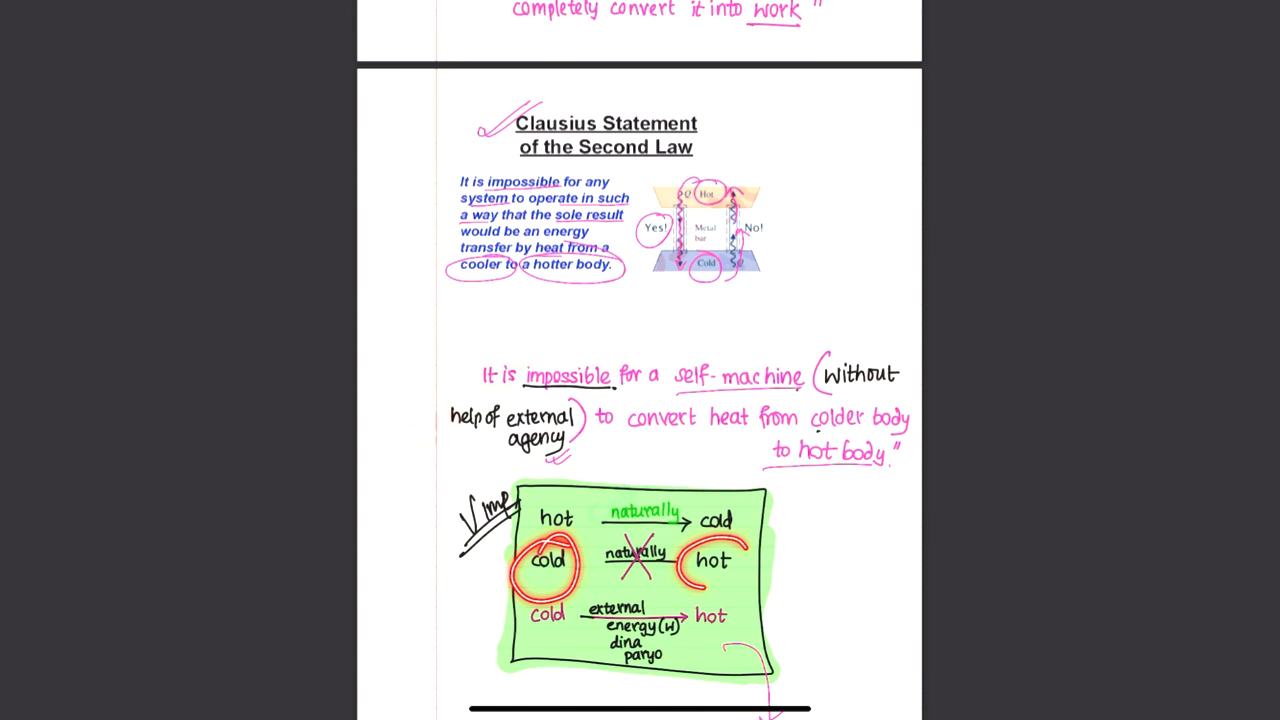 completely convert it into work "
Clausius Statement
of the Second Law
It is impossible for any
system to operate in such
a way that the sole result
would be an energy
transfer by heat from a
cooler to a hotter body.
Q Hot
Yes!
Metal
bar
No!
Cold
It is impossible for a self-machine (without
help of external) to convert heat from colder body
agency
to hot body."
V imp
hot naturally cold
cold naturally hot
cold external hot
energy (W)
dina
paryo